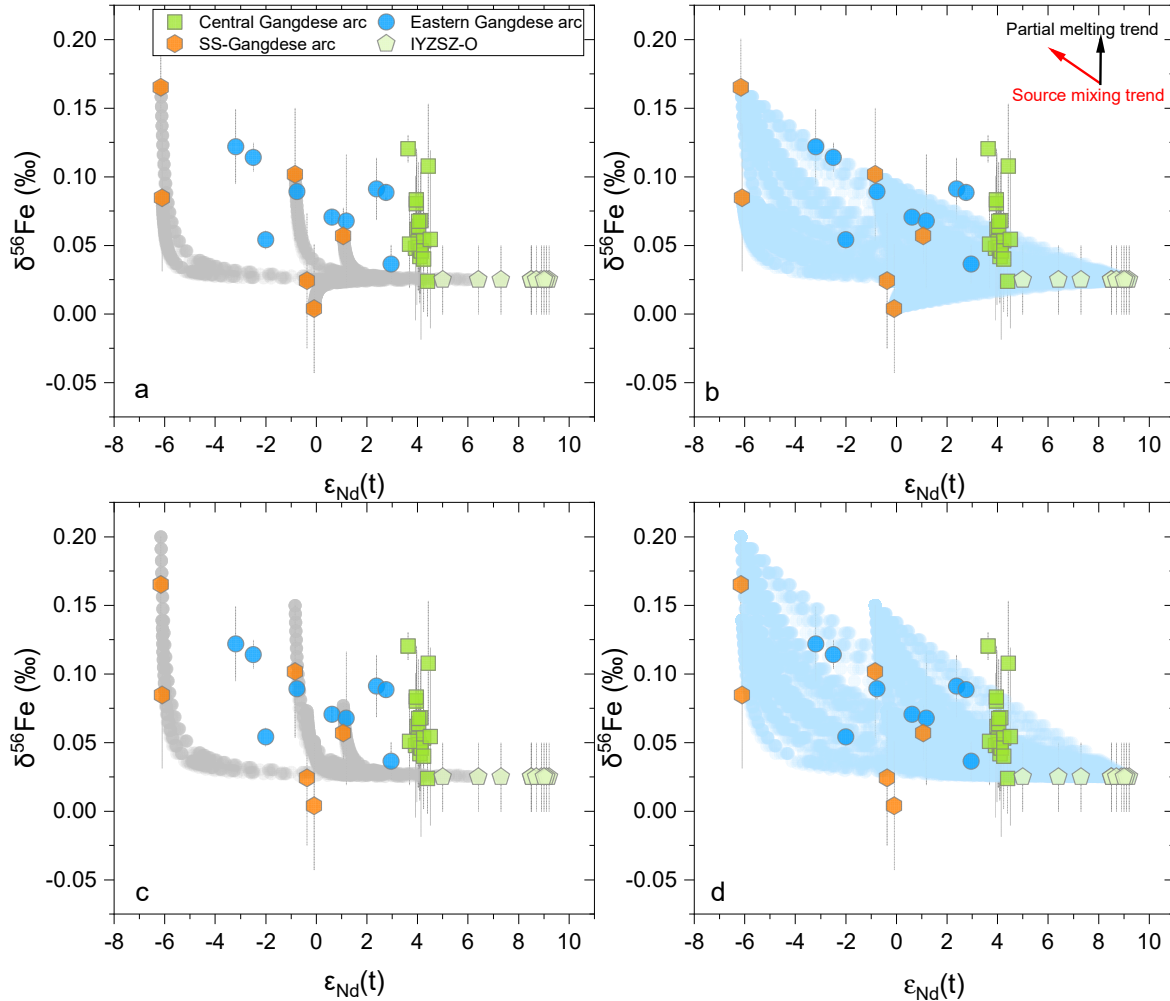 Central Gangdese arc
Eastern Gangdese arc
SS-Gangdese arc
IYZSZ-O
δ⁵⁶Fe (‰)
0.20
0.15
0.10
0.05
0.00
-0.05
a
-8 -6 -4 -2 0 2 4 6 8 10
εNd(t)
Partial melting trend
Source mixing trend
δ⁵⁶Fe (‰)
0.20
0.15
0.10
0.05
0.00
-0.05
b
-8 -6 -4 -2 0 2 4 6 8 10
εNd(t)
δ⁵⁶Fe (‰)
0.20
0.15
0.10
0.05
0.00
-0.05
c
-8 -6 -4 -2 0 2 4 6 8 10
εNd(t)
δ⁵⁶Fe (‰)
0.20
0.15
0.10
0.05
0.00
-0.05
d
-8 -6 -4 -2 0 2 4 6 8 10
εNd(t)